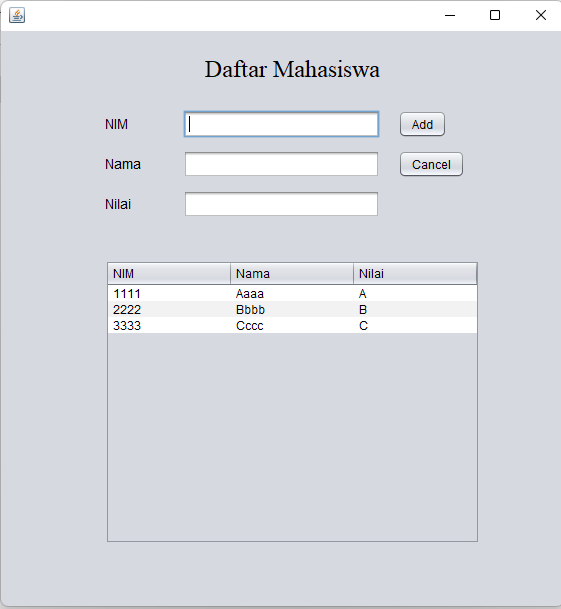 Daftar Mahasiswa
NIM Add
Nama Cancel
Nilai
NIM Nama Nilai
1111 Aaaa A
2222 Bbbb B
3333 Cccc C